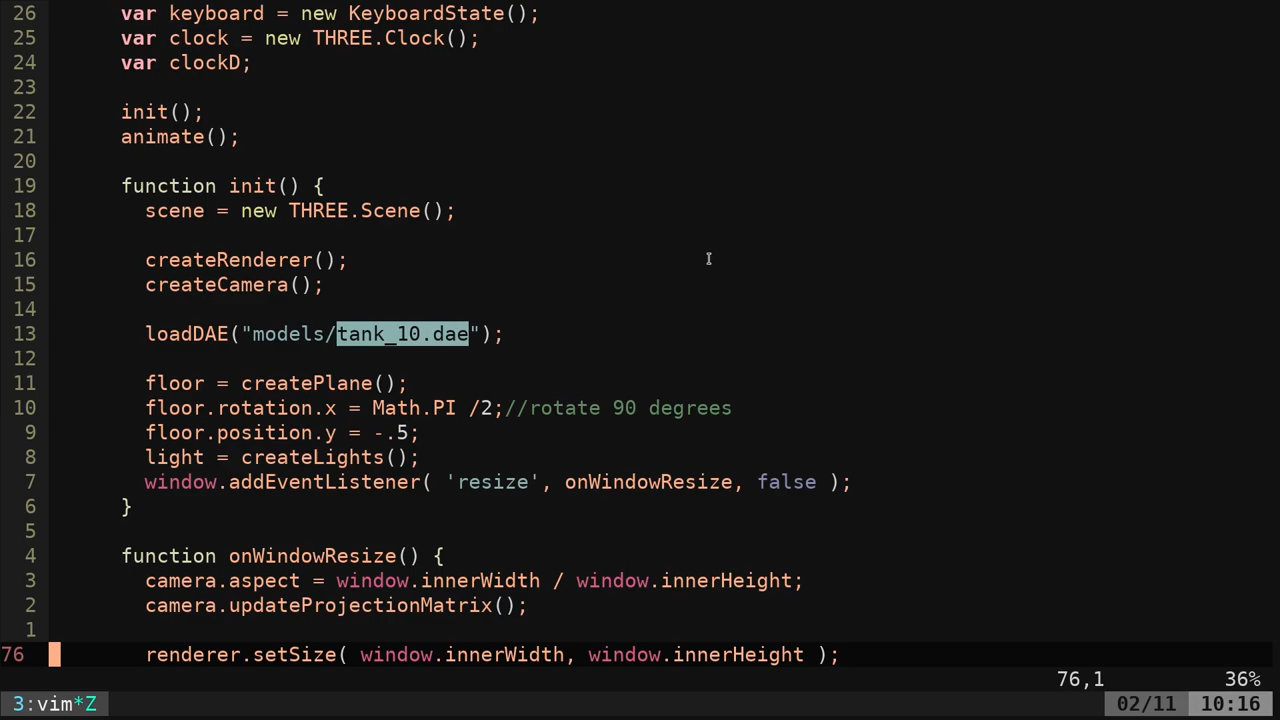 26 var keyboard = new KeyboardState();
25 var clock = new THREE.Clock();
24 var clockD;
23
22 init();
21 animate();
20
19 function init() {
18 scene = new THREE.Scene();
17
16 createRenderer();
15 createCamera();
14
13 loadDAE("models/tank_10.dae");
12
11 floor = createPlane();
10 floor.rotation.x = Math.PI /2;//rotate 90 degrees
9 floor.position.y = -.5;
8 light = createLights();
7 window.addEventListener( 'resize', onWindowResize, false );
6 }
5
4 function onWindowResize() {
3 camera.aspect = window.innerWidth / window.innerHeight;
2 camera.updateProjectionMatrix();
1
76 renderer.setSize( window.innerWidth, window.innerHeight );
76,1 36%
3:vim*Z 02/11 10:16